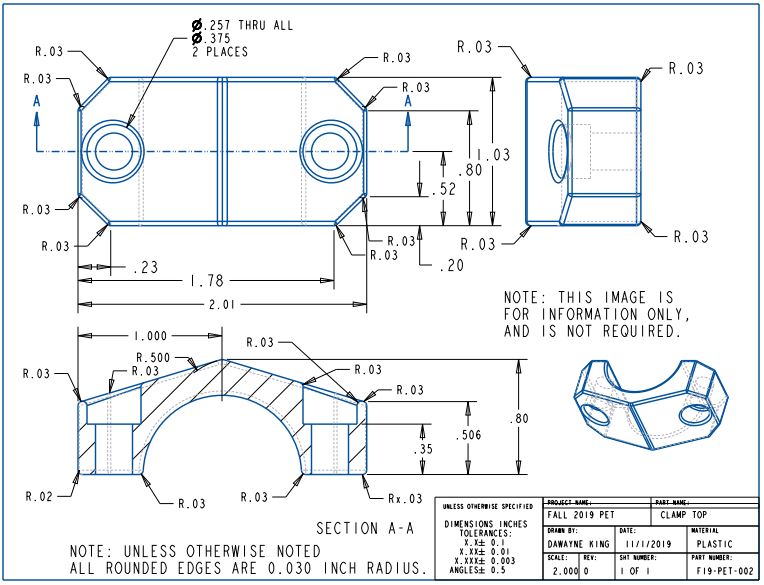 Ø.257 THRU ALL
Ø.375
2 PLACES
R.03
R.03
R.03
R.03
R.03
R.03
A
A
R.03
R.03
1.03
.80
.52
.20
R.03
R.03
R.03
R.03
.23
1.78
2.01
NOTE: THIS IMAGE IS
FOR INFORMATION ONLY,
AND IS NOT REQUIRED.
1.000
R.500
R.03
R.03
R.03
R.03
R.03
.80
.506
.35
R.02
R.03
R.03
Rx.03
SECTION A-A
NOTE: UNLESS OTHERWISE NOTED
ALL ROUNDED EDGES ARE 0.030 INCH RADIUS.
UNLESS OTHERWISE SPECIFIED
DIMENSIONS INCHES
TOLERANCES:
X.X± 0.1
X.XX± 0.01
X.XXX± 0.003
ANGLES± 0.5
PROJECT NAME:
FALL 2019 PET
PART NAME:
CLAMP TOP
DRAWN BY:
DAWAYNE KING
DATE:
11/1/2019
MATERIAL
PLASTIC
SCALE:
2.000
REV:
0
SHT NUMBER:
1 OF 1
PART NUMBER:
F19-PET-002